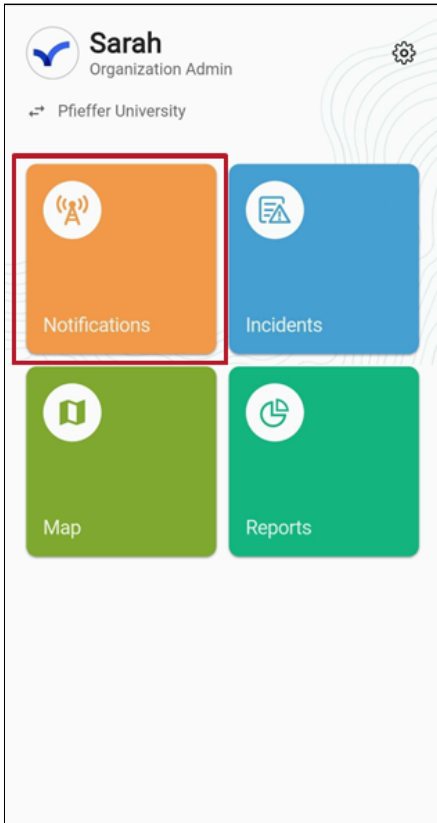 Sarah
Organization Admin
Pfieffer University
Notifications
Incidents
Map
Reports